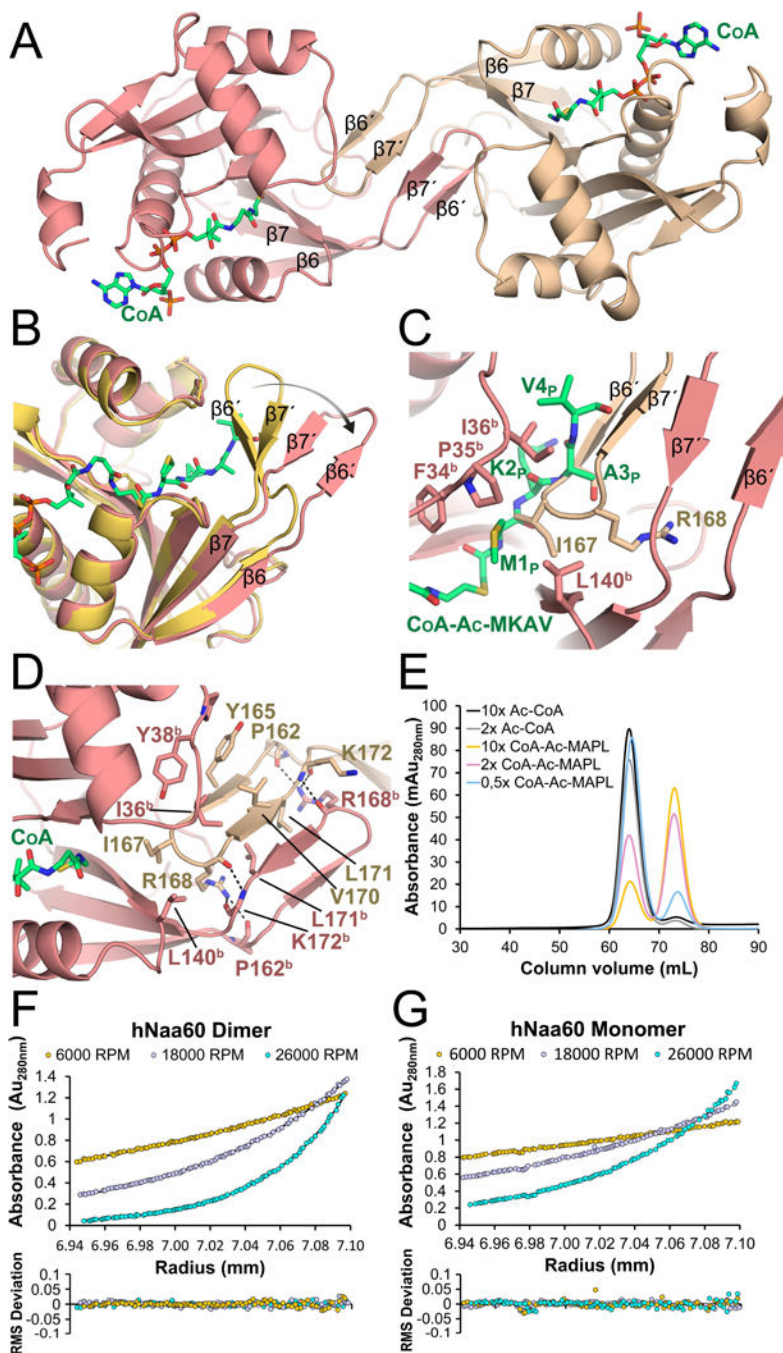 A
CoA
β6
β7
β6´
β7´
β7´
β6´
β7
β6
CoA
B
β6´
β7´
β7´
β6´
β7
β6
C
V4P
β6´
β7´
I36b
P35b
K2P
F34b
A3P
β7´
β6´
R168
I167
M1P
L140b
CoA-Ac-MKAV
D
Y165
P162
Y38b
K172
I36b
R168b
CoA
I167
L171
R168
V170
L171b
K172b
L140b
P162b
E
Absorbance (mAu280nm)
100
90
80
70
60
50
40
30
20
10
0
10x Ac-CoA
2x Ac-CoA
10x CoA-Ac-MAPL
2x CoA-Ac-MAPL
0,5x CoA-Ac-MAPL
30 40 50 60 70 80 90
Column volume (mL)
F
hNaa60 Dimer
6000 RPM 18000 RPM 26000 RPM
Absorbance (Au280nm)
1.4
1.2
1
0.8
0.6
0.4
0.2
0
6.94 6.96 6.98 7.00 7.02 7.04 7.06 7.08 7.10
Radius (mm)
RMS Deviation
0.1
0.05
0
-0.05
-0.1
G
hNaa60 Monomer
6000 RPM 18000 RPM 26000 RPM
Absorbance (Au280nm)
1.8
1.6
1.4
1.2
1
0.8
0.6
0.4
0.2
0
6.94 6.96 6.98 7.00 7.02 7.04 7.06 7.08 7.10
Radius (mm)
RMS Deviation
0.1
0.05
0
-0.05
-0.1